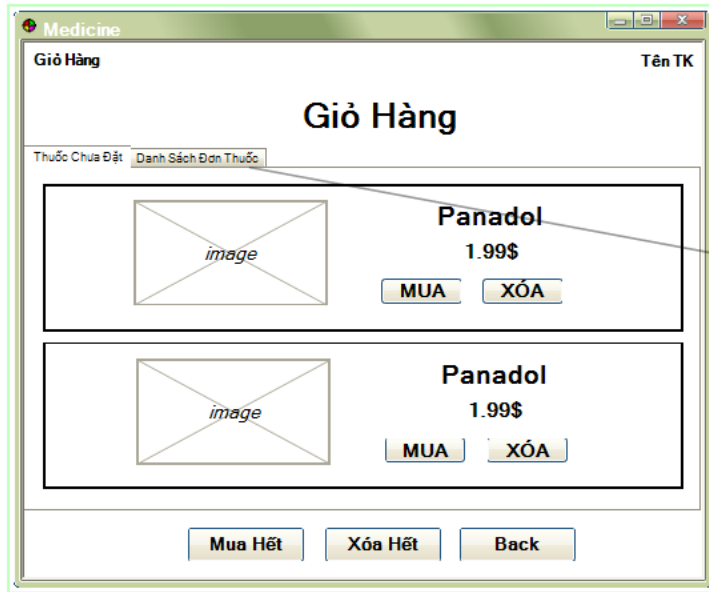 Medicine
Giỏ Hàng
Tên TK
Giỏ Hàng
Thuốc Chưa Đặt
Danh Sách Đơn Thuốc
image
Panadol
1.99$
MUA
XÓA
image
Panadol
1.99$
MUA
XÓA
Mua Hết
Xóa Hết
Back